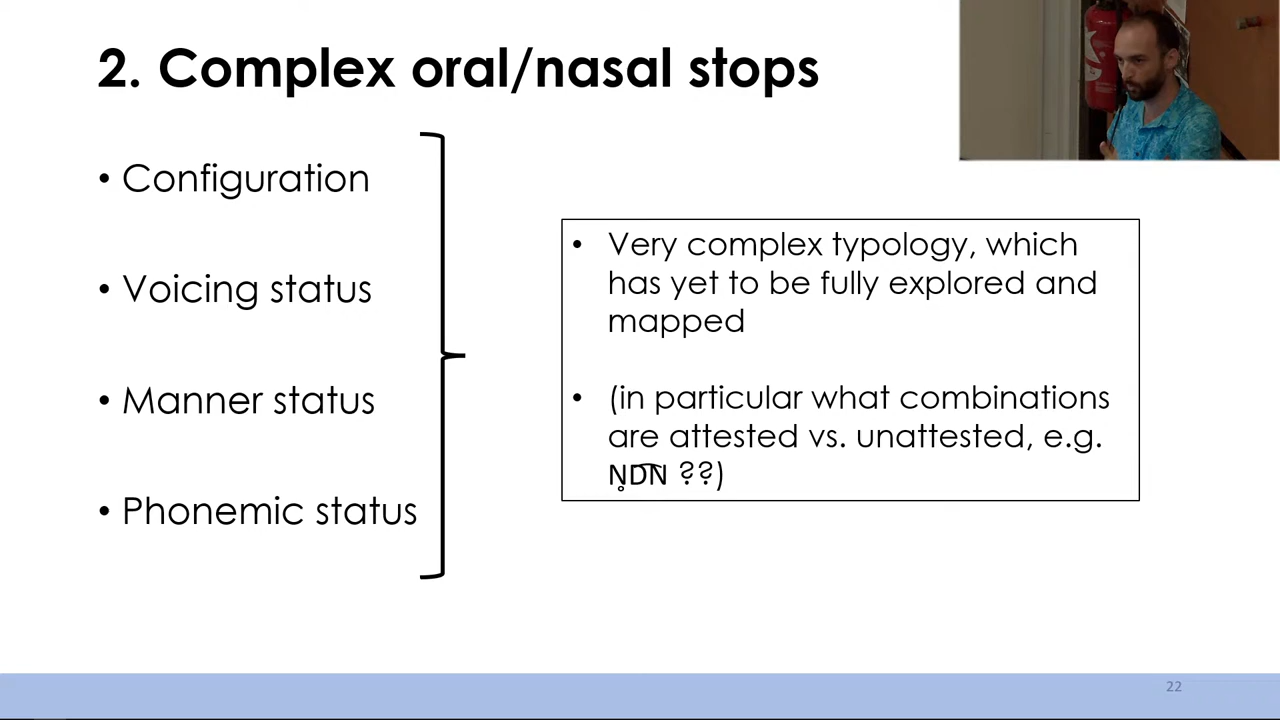 2. Complex oral/nasal stops
• Configuration
• Voicing status
• Manner status
• Phonemic status
• Very complex typology, which
has yet to be fully explored and
mapped
• (in particular what combinations
are attested vs. unattested, e.g.
N̥D͡N ??)
22